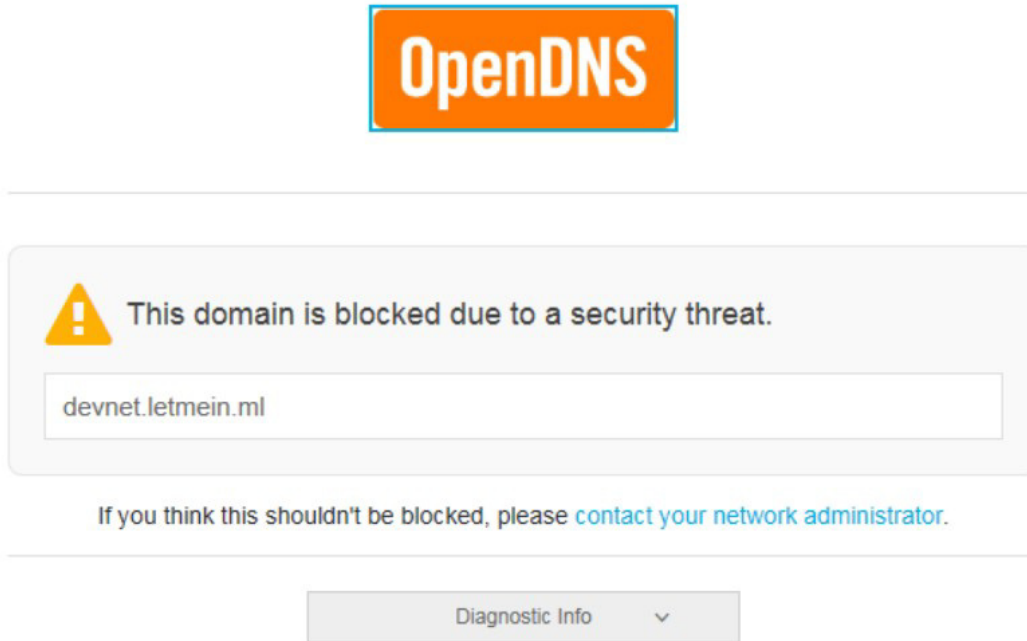 OpenDNS
This domain is blocked due to a security threat.
devnet.letmein.ml
If you think this shouldn't be blocked, please contact your network administrator.
Diagnostic Info